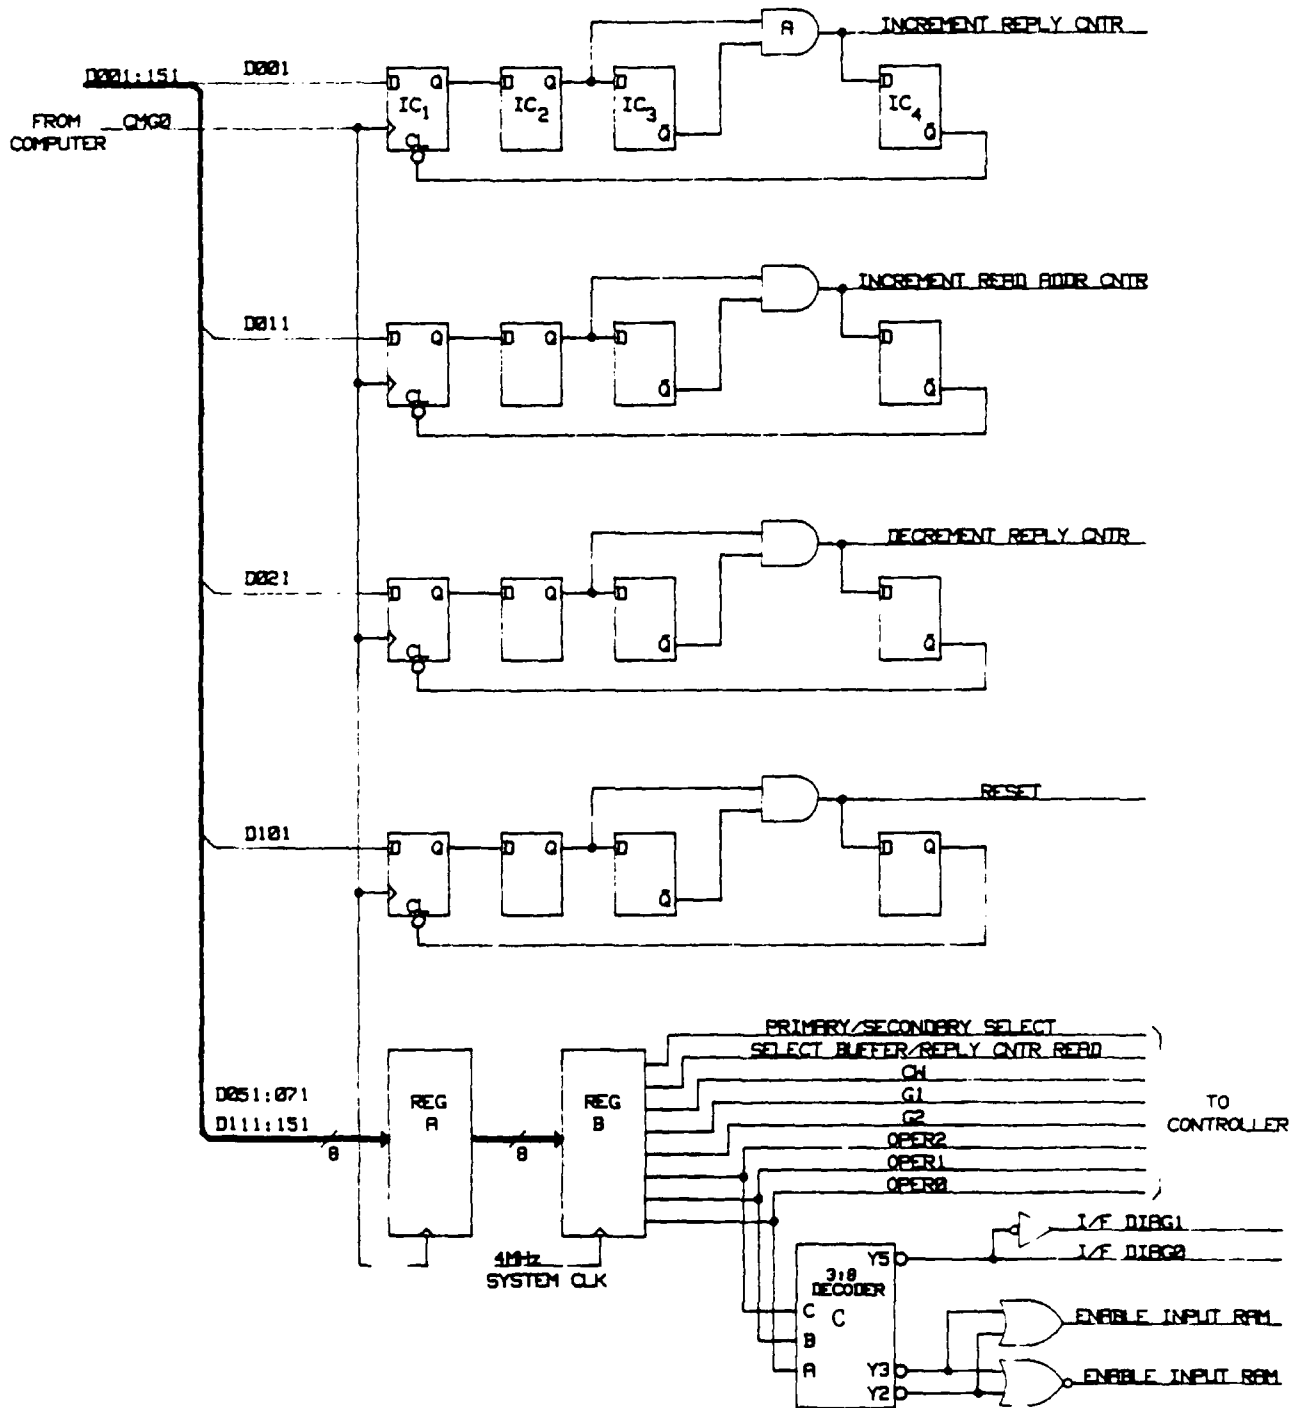 A INCREMENT REPLY CNTR
D001:151 D001
D Q D Q D D
IC1 IC2 IC3 IC4
FROM COMPUTER CMG0
CL Q̄ Q̄
INCREMENT READ ADDR CNTR
D011
D Q D Q D D
CL Q̄ Q̄
DECREMENT REPLY CNTR
D021
D Q D Q D D
CL Q̄ Q̄
RESET
D101
D Q D Q D D Q
CL Q̄
PRIMARY/SECONDARY SELECT
SELECT BUFFER/REPLY CNTR READ
CW
G1
G2
OPER2
OPER1
OPER0
TO
CONTROLLER
D051:071
D111:151
8
REG
A
8
REG
B
4MHz
SYSTEM CLK
I/F DIAG1
I/F DIAG0
Y5
3:8
DECODER
C C
B
A
Y3
Y2
ENABLE INPUT RAM
ENABLE INPUT RAM